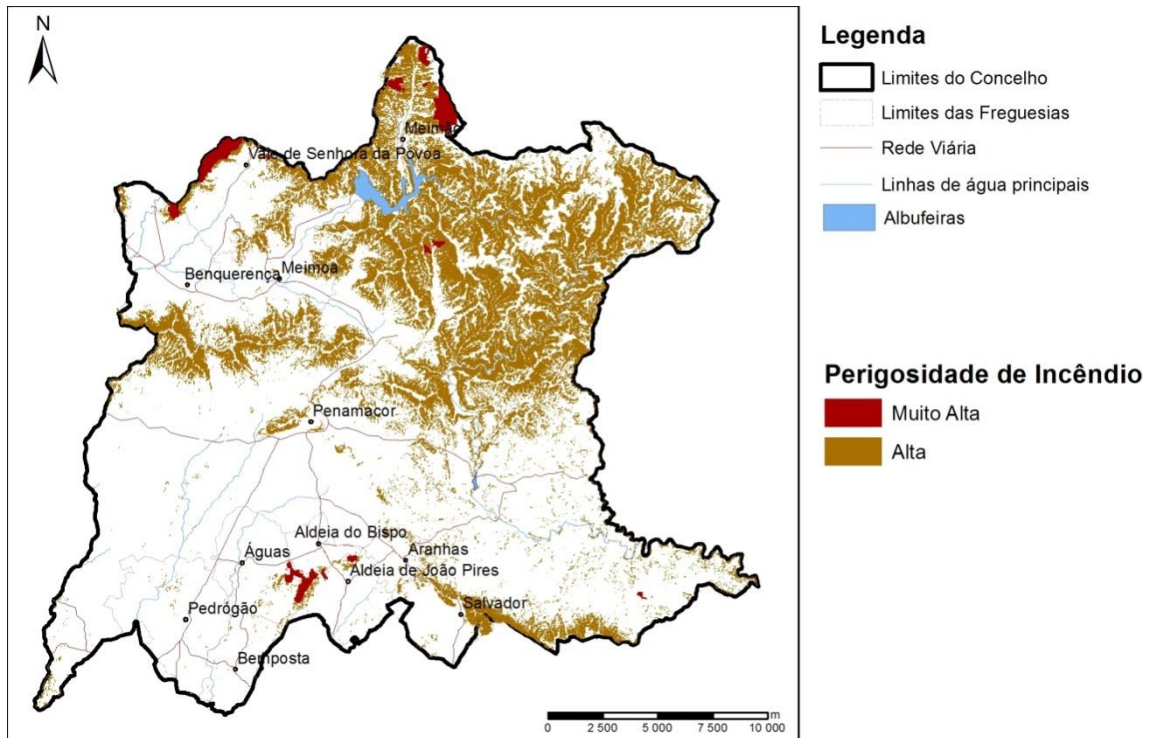 N
Meimão
Vale de Senhora da Póvoa
Benquerença
Meimoa
Penamacor
Aldeia do Bispo
Águas
Aranhas
Aldeia de João Pires
Pedrógão
Salvador
Bemposta
m
0 2 500 5 000 7 500 10 000
Legenda
Limites do Concelho
Limites das Freguesias
Rede Viária
Linhas de água principais
Albufeiras
Perigosidade de Incêndio
Muito Alta
Alta